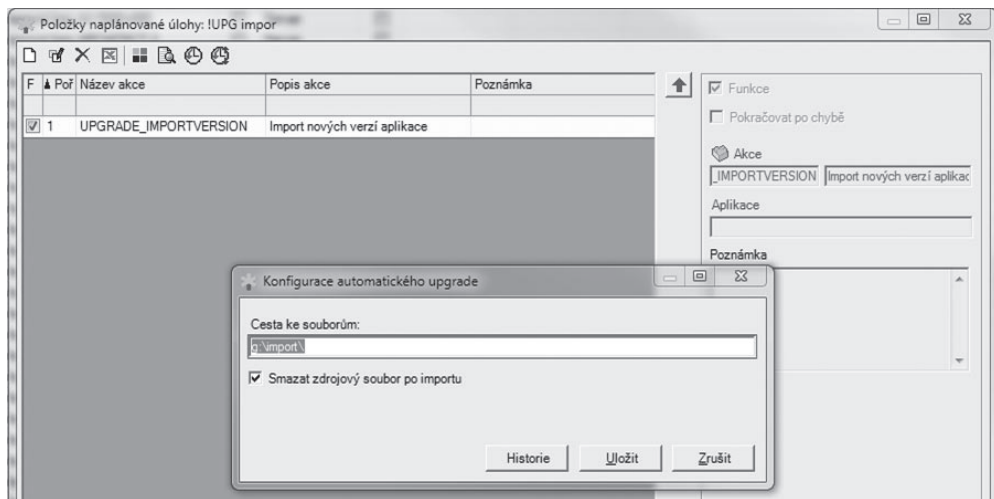 Položky naplánované úlohy: !UPG impor
F Poř Název akce Popis akce Poznámka
1 UPGRADE_IMPORTVERSION Import nových verzí aplikace
Funkce
Pokračovat po chybě
Akce
_IMPORTVERSION Import nových verzí aplikac
Aplikace
Poznámka
Konfigurace automatického upgrade
Cesta ke souborům:
g:\import\
Smazat zdrojový soubor po importu
Historie Uložit Zrušit